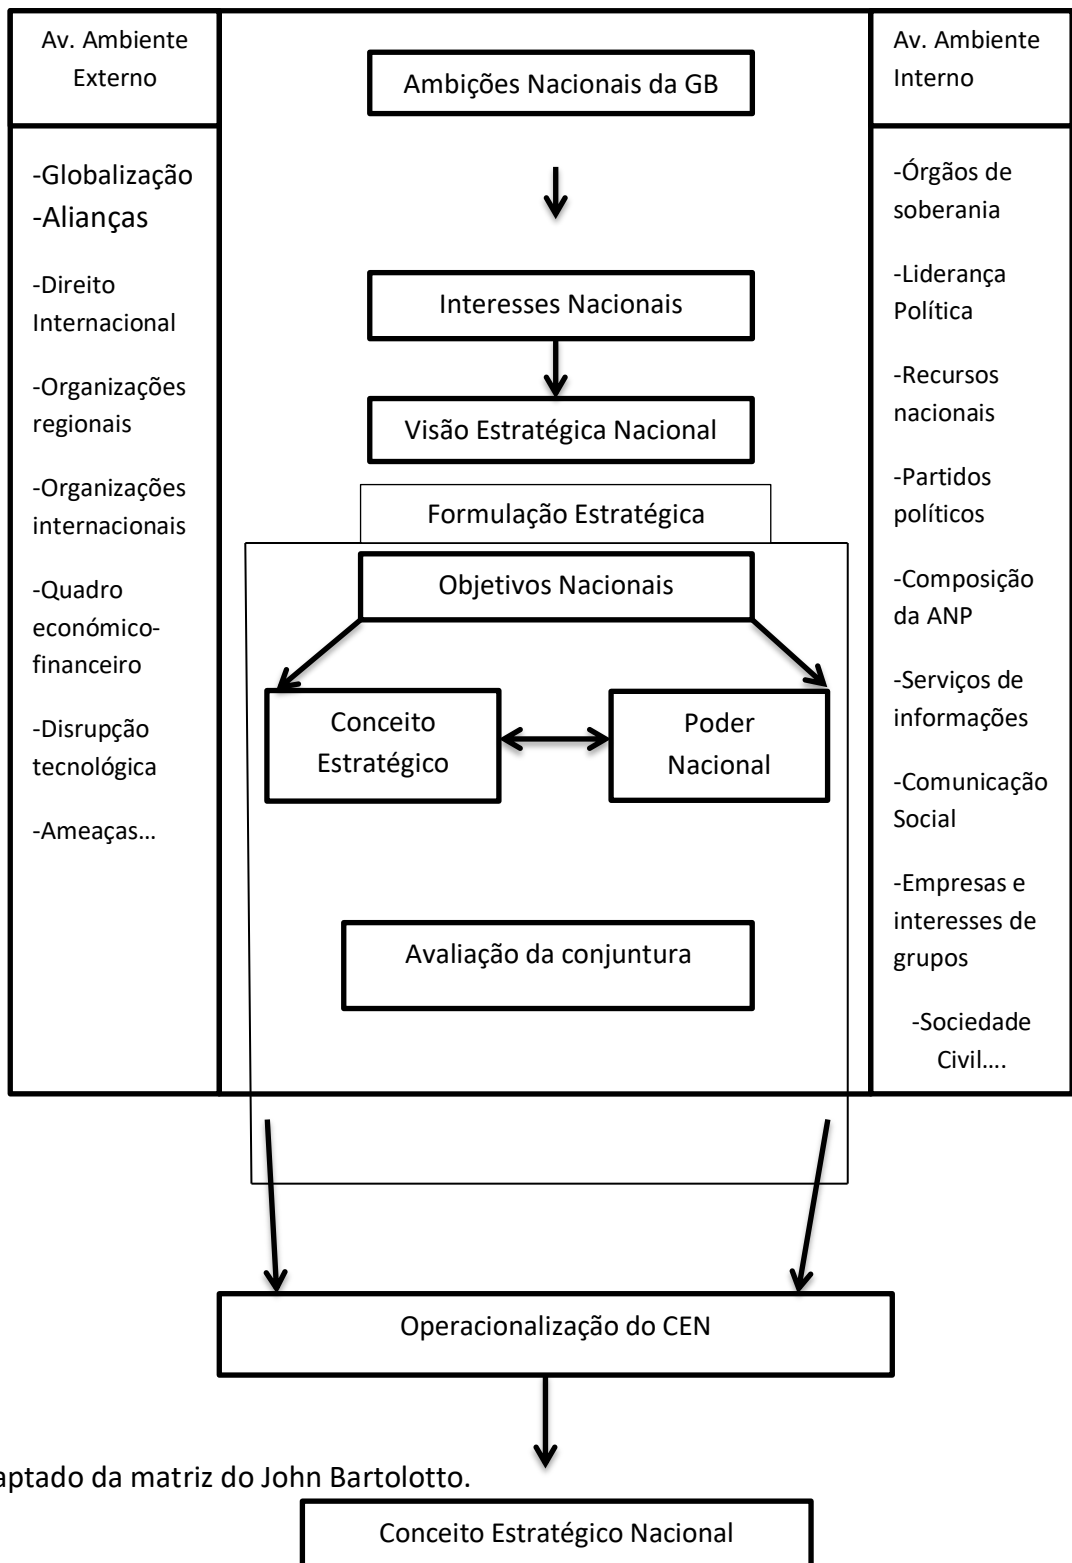 Av. Ambiente
Externo
-Globalização
-Alianças
-Direito
Internacional
-Organizações
regionais
-Organizações
internacionais
-Quadro
económico-
financeiro
-Disrupção
tecnológica
-Ameaças…
Ambições Nacionais da GB
Interesses Nacionais
Visão Estratégica Nacional
Formulação Estratégica
Objetivos Nacionais
Conceito
Estratégico
Poder
Nacional
Avaliação da conjuntura
Av. Ambiente
Interno
-Órgãos de
soberania
-Liderança
Política
-Recursos
nacionais
-Partidos
políticos
-Composição
da ANP
-Serviços de
informações
-Comunicação
Social
-Empresas e
interesses de
grupos
-Sociedade
Civil….
Operacionalização do CEN
aptado da matriz do John Bartolotto.
Conceito Estratégico Nacional